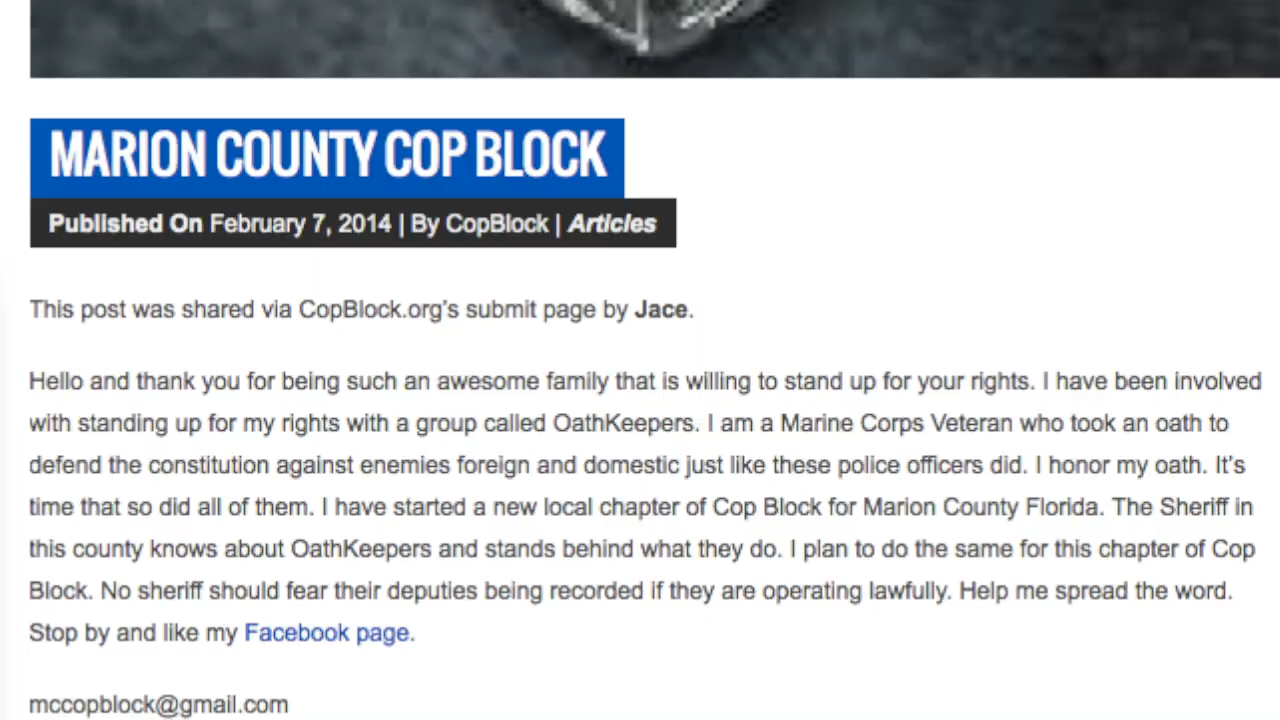 MARION COUNTY COP BLOCK
Published On February 7, 2014 | By CopBlock | Articles
This post was shared via CopBlock.org's submit page by Jace.
Hello and thank you for being such an awesome family that is willing to stand up for your rights. I have been involved
with standing up for my rights with a group called OathKeepers. I am a Marine Corps Veteran who took an oath to
defend the constitution against enemies foreign and domestic just like these police officers did. I honor my oath. It's
time that so did all of them. I have started a new local chapter of Cop Block for Marion County Florida. The Sheriff in
this county knows about OathKeepers and stands behind what they do. I plan to do the same for this chapter of Cop
Block. No sheriff should fear their deputies being recorded if they are operating lawfully. Help me spread the word.
Stop by and like my Facebook page.
mccopblock@gmail.com